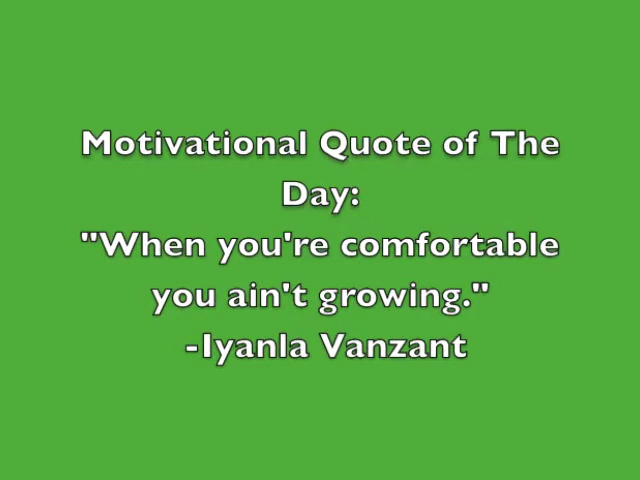 Motivational Quote of The
Day:
"When you're comfortable
you ain't growing."
-Iyanla Vanzant